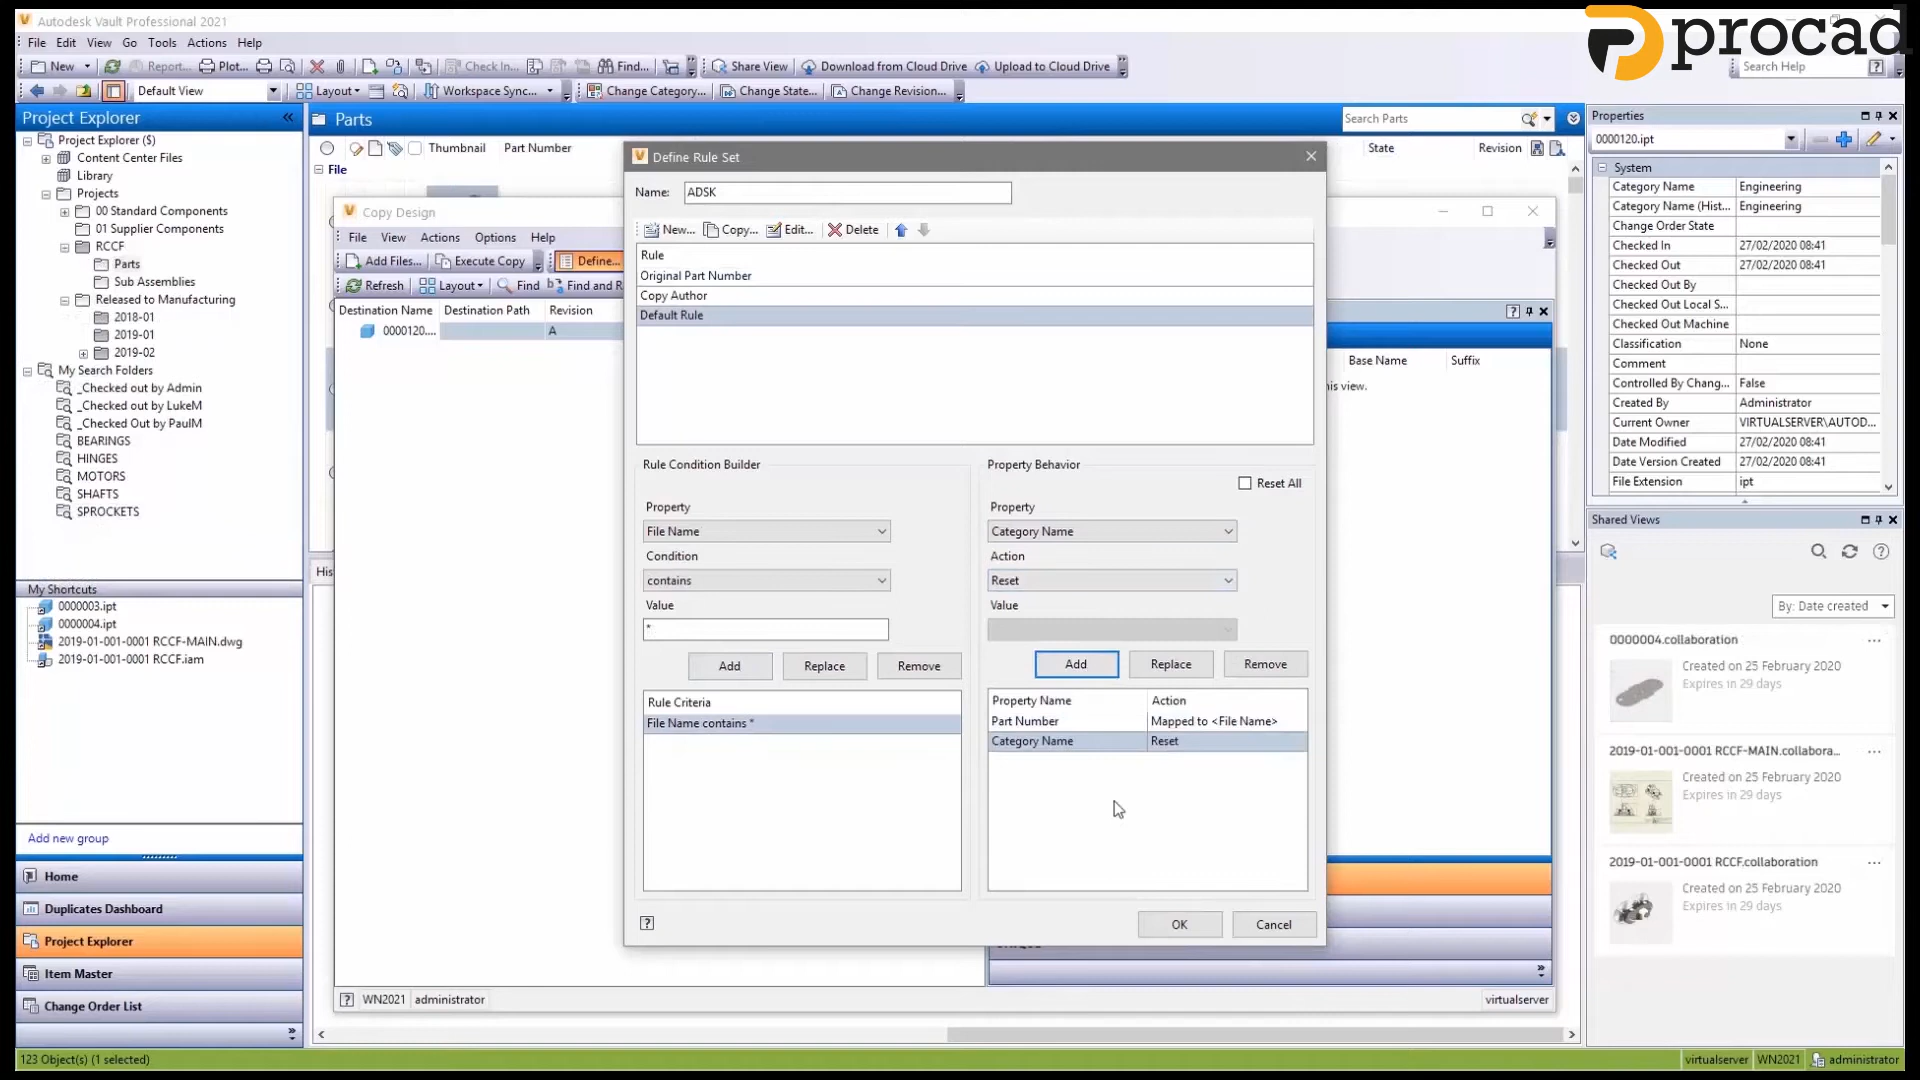 Autodesk Vault Professional 2021
procad
File Edit View Go Tools Actions Help
New Report... Plot... Check In... Find... Share View Download from Cloud Drive Upload to Cloud Drive Search Help
Default View Layout Workspace Sync... Change Category... Change State... Change Revision...
Project Explorer
Project Explorer ($)
Content Center Files
Library
Projects
00 Standard Components
01 Supplier Components
RCCF
Parts
Sub Assemblies
Released to Manufacturing
2018-01
2019-01
2019-02
My Search Folders
_Checked out by Admin
_Checked out by LukeM
_Checked Out by PaulM
BEARINGS
HINGES
MOTORS
SHAFTS
SPROCKETS
My Shortcuts
0000003.ipt
0000004.ipt
2019-01-001-0001 RCCF-MAIN.dwg
2019-01-001-0001 RCCF.iam
Add new group
Home
Duplicates Dashboard
Project Explorer
Item Master
Change Order List
Parts
Search Parts
Thumbnail Part Number State Revision
File
His
Copy Design
File View Actions Options Help
Add Files... Execute Copy Define...
Refresh Layout Find Find and R
Destination Name Destination Path Revision
0000120.... A
Base Name Suffix
his view.
WN2021 administrator virtualserver
Define Rule Set
Name: ADSK
New... Copy... Edit... Delete
Rule
Original Part Number
Copy Author
Default Rule
Rule Condition Builder
Property
File Name
Condition
contains
Value
*
Add Replace Remove
Rule Criteria
File Name contains *
Property Behavior
Reset All
Property
Category Name
Action
Reset
Value
Add Replace Remove
Property Name Action
Part Number Mapped to <File Name>
Category Name Reset
OK Cancel
Properties
0000120.ipt
System
Category Name Engineering
Category Name (Hist... Engineering
Change Order State
Checked In 27/02/2020 08:41
Checked Out 27/02/2020 08:41
Checked Out By
Checked Out Local S...
Checked Out Machine
Classification None
Comment
Controlled By Chang... False
Created By Administrator
Current Owner VIRTUALSERVER\AUTOD...
Date Modified 27/02/2020 08:41
Date Version Created 27/02/2020 08:41
File Extension ipt
Shared Views
By: Date created
0000004.collaboration
Created on 25 February 2020
Expires in 29 days
2019-01-001-0001 RCCF-MAIN.collabora...
Created on 25 February 2020
Expires in 29 days
2019-01-001-0001 RCCF.collaboration
Created on 25 February 2020
Expires in 29 days
123 Object(s) (1 selected) virtualserver WN2021 administrator